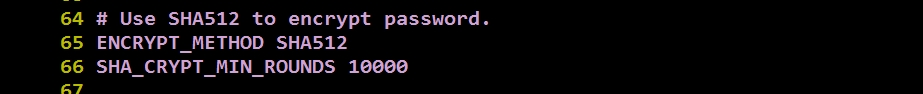 64 # Use SHA512 to encrypt password.
65 ENCRYPT_METHOD SHA512
66 SHA_CRYPT_MIN_ROUNDS 10000
67